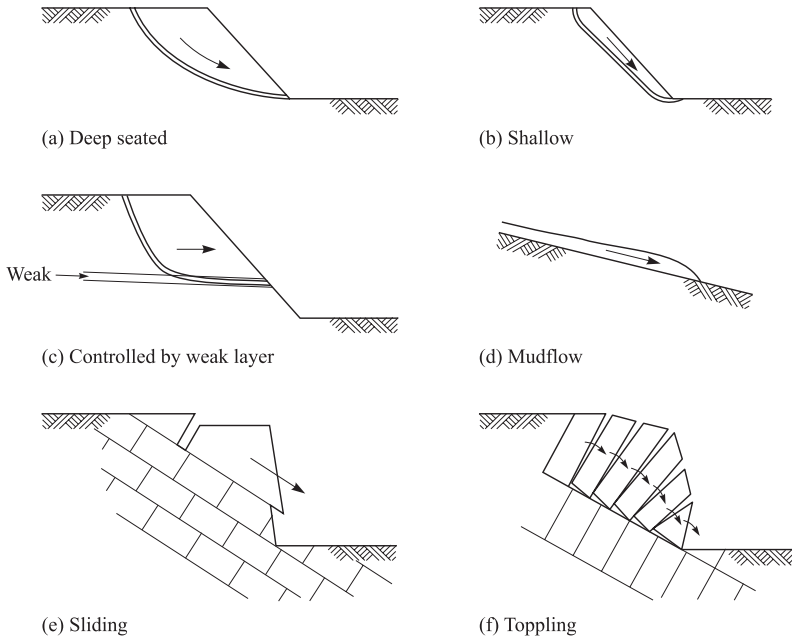 (a) Deep seated
(b) Shallow
Weak
(c) Controlled by weak layer
(d) Mudflow
(e) Sliding
(f) Toppling